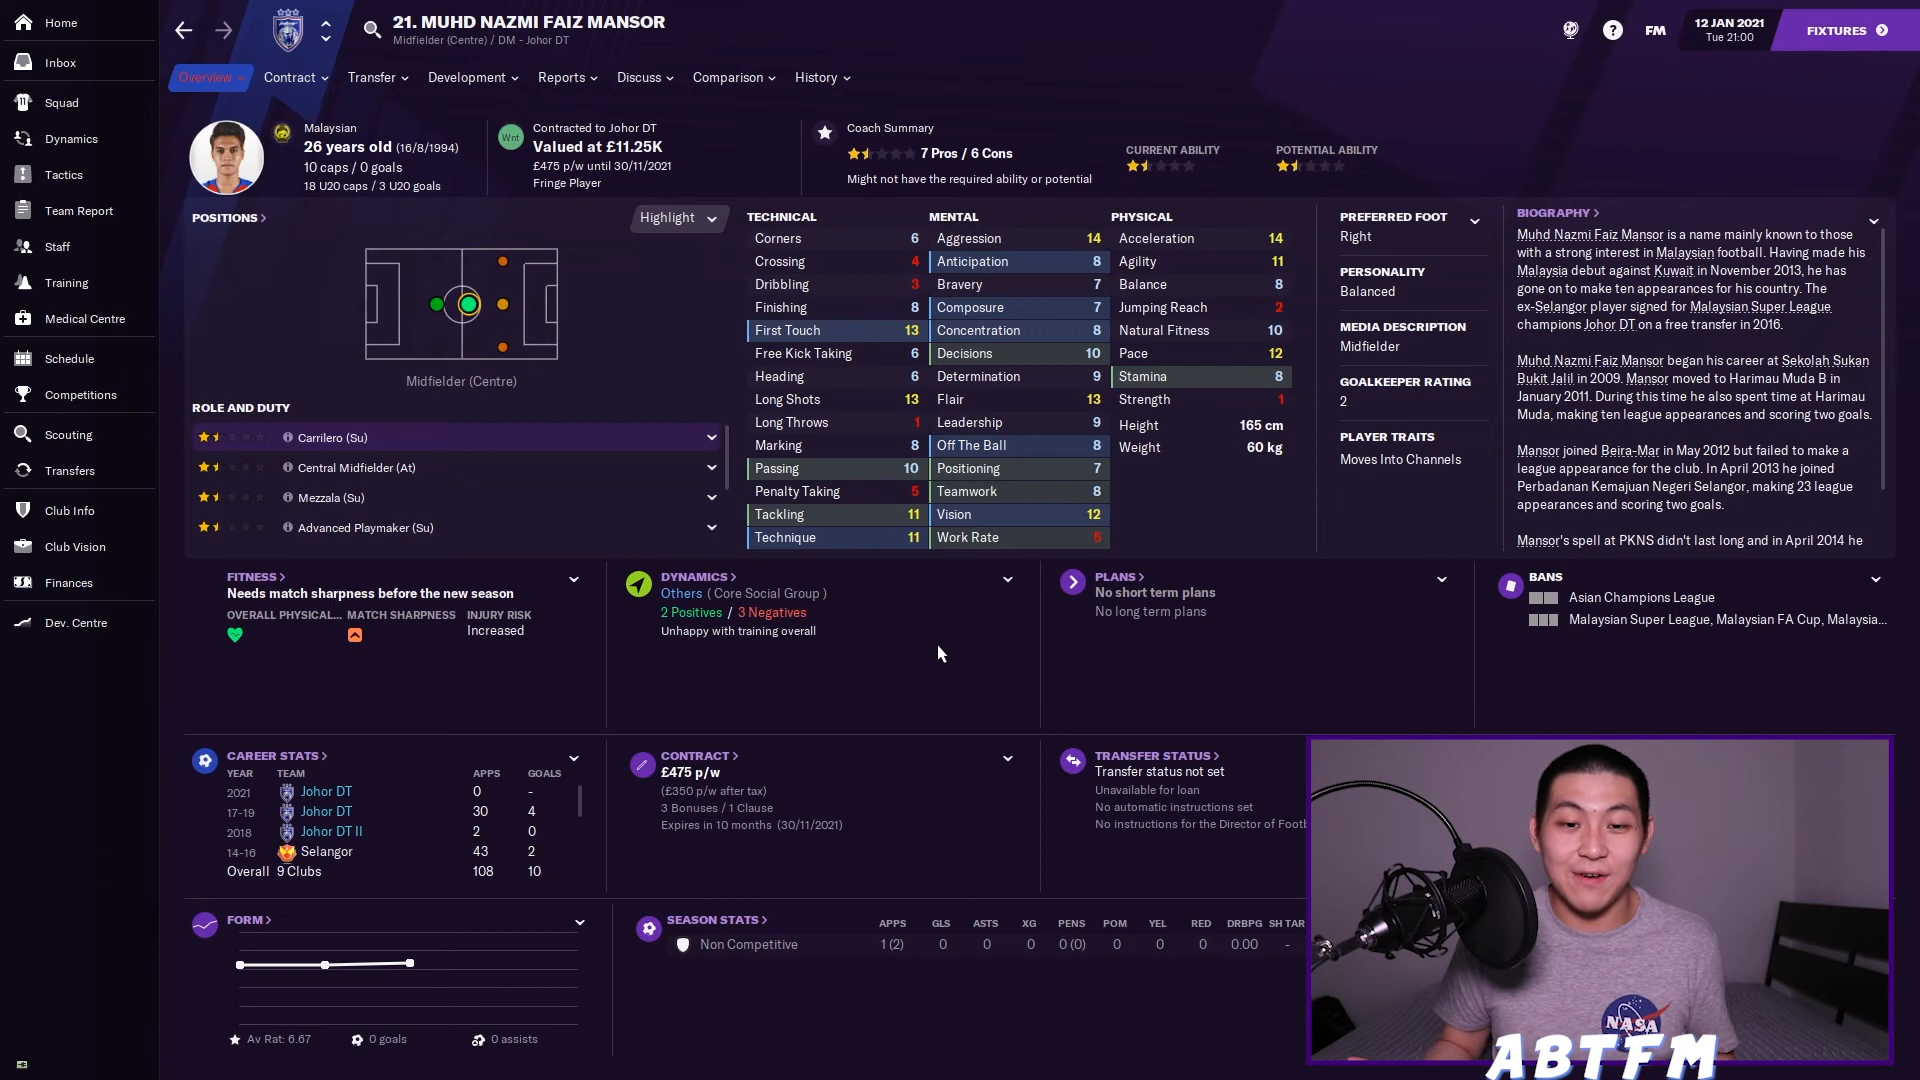 Home
Inbox
Squad
Dynamics
Tactics
Team Report
Staff
Training
Medical Centre
Schedule
Competitions
Scouting
Transfers
Club Info
Club Vision
Finances
Dev. Centre
21. MUHD NAZMI FAIZ MANSOR
Midfielder (Centre) / DM - Johor DT
FM
12 JAN 2021
Tue 21:00
FIXTURES
Overview
Contract
Transfer
Development
Reports
Discuss
Comparison
History
Malaysian
26 years old (16/8/1994)
10 caps / 0 goals
18 U20 caps / 3 U20 goals
Wnt
Contracted to Johor DT
Valued at £11.25K
£475 p/w until 30/11/2021
Fringe Player
Coach Summary
7 Pros / 6 Cons
Might not have the required ability or potential
CURRENT ABILITY
POTENTIAL ABILITY
POSITIONS
Highlight
Midfielder (Centre)
ROLE AND DUTY
Carrilero (Su)
Central Midfielder (At)
Mezzala (Su)
Advanced Playmaker (Su)
TECHNICAL
Corners 6
Crossing 4
Dribbling 3
Finishing 8
First Touch 13
Free Kick Taking 6
Heading 6
Long Shots 13
Long Throws 1
Marking 8
Passing 10
Penalty Taking 5
Tackling 11
Technique 11
MENTAL
Aggression 14
Anticipation 8
Bravery 7
Composure 7
Concentration 8
Decisions 10
Determination 9
Flair 13
Leadership 9
Off The Ball 8
Positioning 7
Teamwork 8
Vision 12
Work Rate 5
PHYSICAL
Acceleration 14
Agility 11
Balance 8
Jumping Reach 2
Natural Fitness 10
Pace 12
Stamina 8
Strength 1
Height 165 cm
Weight 60 kg
PREFERRED FOOT
Right
PERSONALITY
Balanced
MEDIA DESCRIPTION
Midfielder
GOALKEEPER RATING
2
PLAYER TRAITS
Moves Into Channels
BIOGRAPHY
Muhd Nazmi Faiz Mansor is a name mainly known to those
with a strong interest in Malaysian football. Having made his
Malaysia debut against Kuwait in November 2013, he has
gone on to make ten appearances for his country. The
ex-Selangor player signed for Malaysian Super League
champions Johor DT on a free transfer in 2016.
Muhd Nazmi Faiz Mansor began his career at Sekolah Sukan
Bukit Jalil in 2009. Mansor moved to Harimau Muda B in
January 2011. During this time he also spent time at Harimau
Muda, making ten league appearances and scoring two goals.
Mansor joined Beira-Mar in May 2012 but failed to make a
league appearance for the club. In April 2013 he joined
Perbadanan Kemajuan Negeri Selangor, making 23 league
appearances and scoring two goals.
Mansor's spell at PKNS didn't last long and in April 2014 he
FITNESS
Needs match sharpness before the new season
OVERALL PHYSICAL... MATCH SHARPNESS INJURY RISK
Increased
DYNAMICS
Others ( Core Social Group )
2 Positives / 3 Negatives
Unhappy with training overall
PLANS
No short term plans
No long term plans
BANS
Asian Champions League
Malaysian Super League, Malaysian FA Cup, Malaysia...
CAREER STATS
YEAR TEAM APPS GOALS
2021 Johor DT 0 -
17-19 Johor DT 30 4
2018 Johor DT II 2 0
14-16 Selangor 43 2
Overall 9 Clubs 108 10
CONTRACT
£475 p/w
(£350 p/w after tax)
3 Bonuses / 1 Clause
Expires in 10 months (30/11/2021)
TRANSFER STATUS
Transfer status not set
Unavailable for loan
No automatic instructions set
No instructions for the Director of Footb
FORM
Av Rat: 6.67
0 goals
0 assists
SEASON STATS APPS GLS ASTS XG PENS POM YEL RED DRBPG SH TAR
Non Competitive 1 (2) 0 0 0 0 (0) 0 0 0 0.00 -
NASA
ABTFM